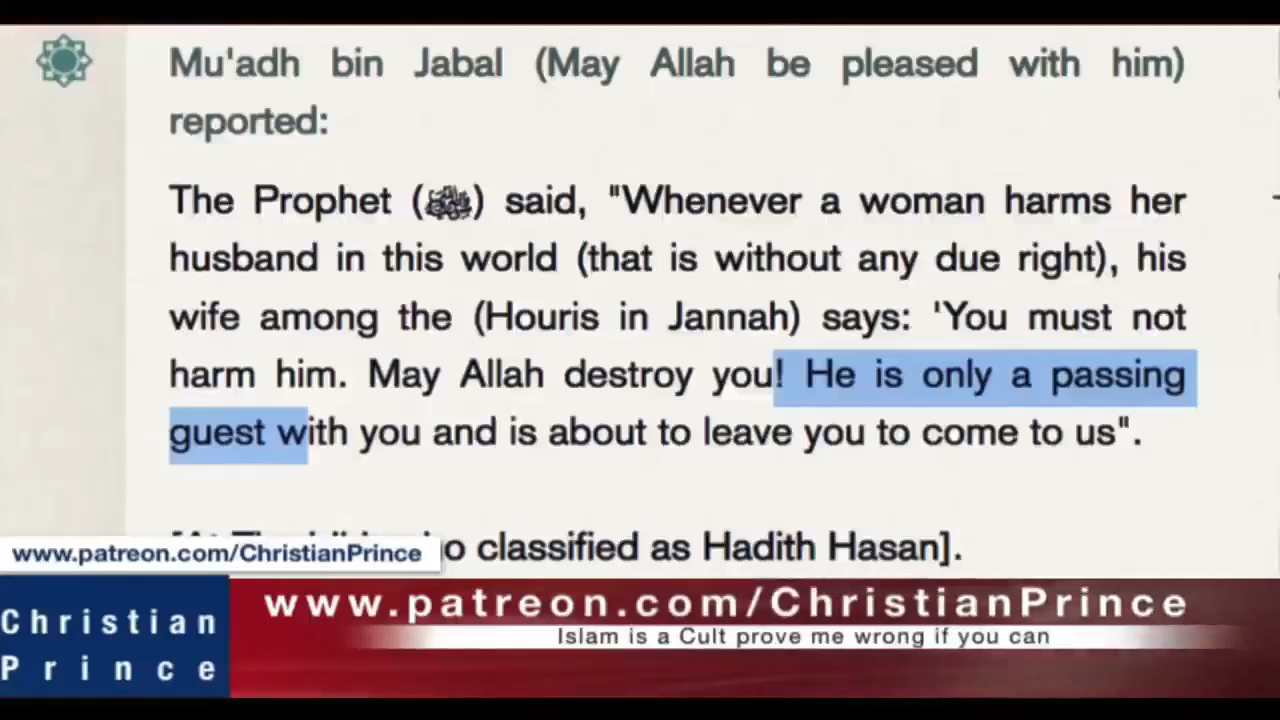 Mu'adh bin Jabal (May Allah be pleased with him)
reported:
The Prophet (ﷺ) said, "Whenever a woman harms her
husband in this world (that is without any due right), his
wife among the (Houris in Jannah) says: 'You must not
harm him. May Allah destroy you! He is only a passing
guest with you and is about to leave you to come to us".
classified as Hadith Hasan].
www.patreon.com/ChristianPrince
www.patreon.com/ChristianPrince
Christian
Prince
Islam is a Cult prove me wrong if you can